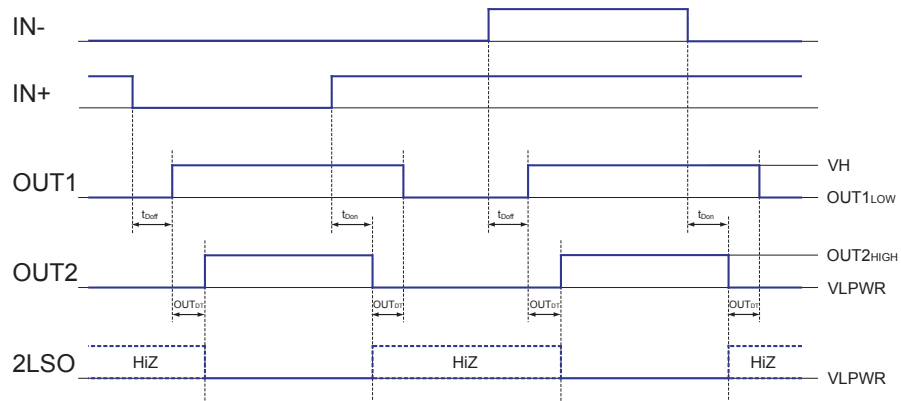 IN-
IN+
OUT1
VH
OUT1LOW
tDoff
tDon
tDoff
tDon
OUT2
OUT2HIGH
VLPWR
OUTDT
OUTDT
OUTDT
OUTDT
2LSO
HiZ
HiZ
HiZ
VLPWR